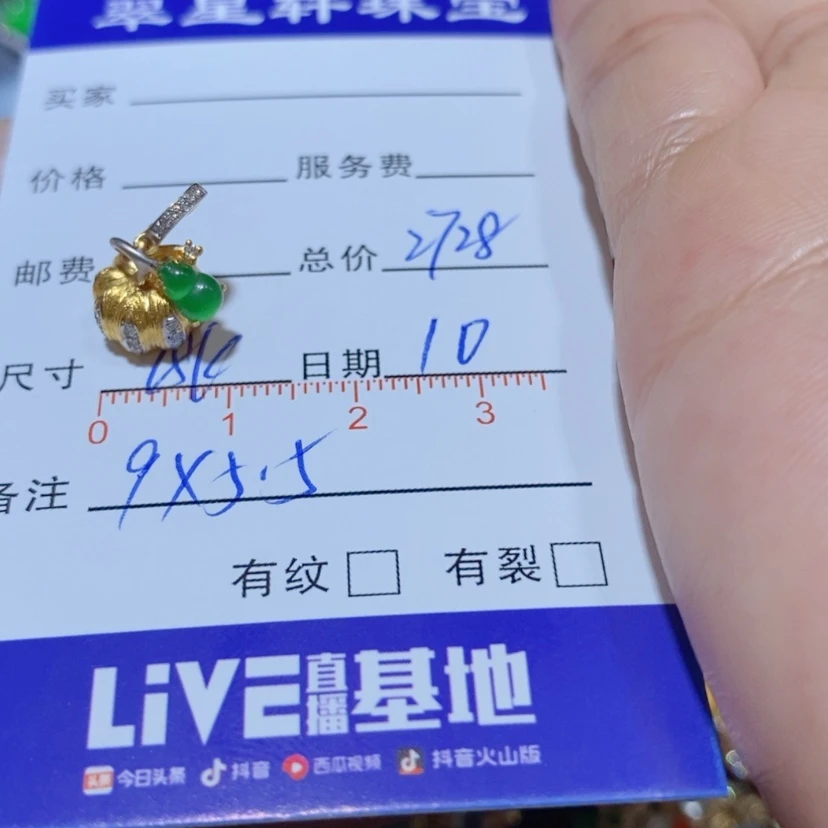 翠星轩珠宝
买家
价格 服务费
邮费 总价 2728
尺寸 18K 日期 10
0 1 2 3
备注 9X5.5
有纹 有裂
LiVE直播基地
头条 今日头条 抖音 西瓜视频 抖音火山版